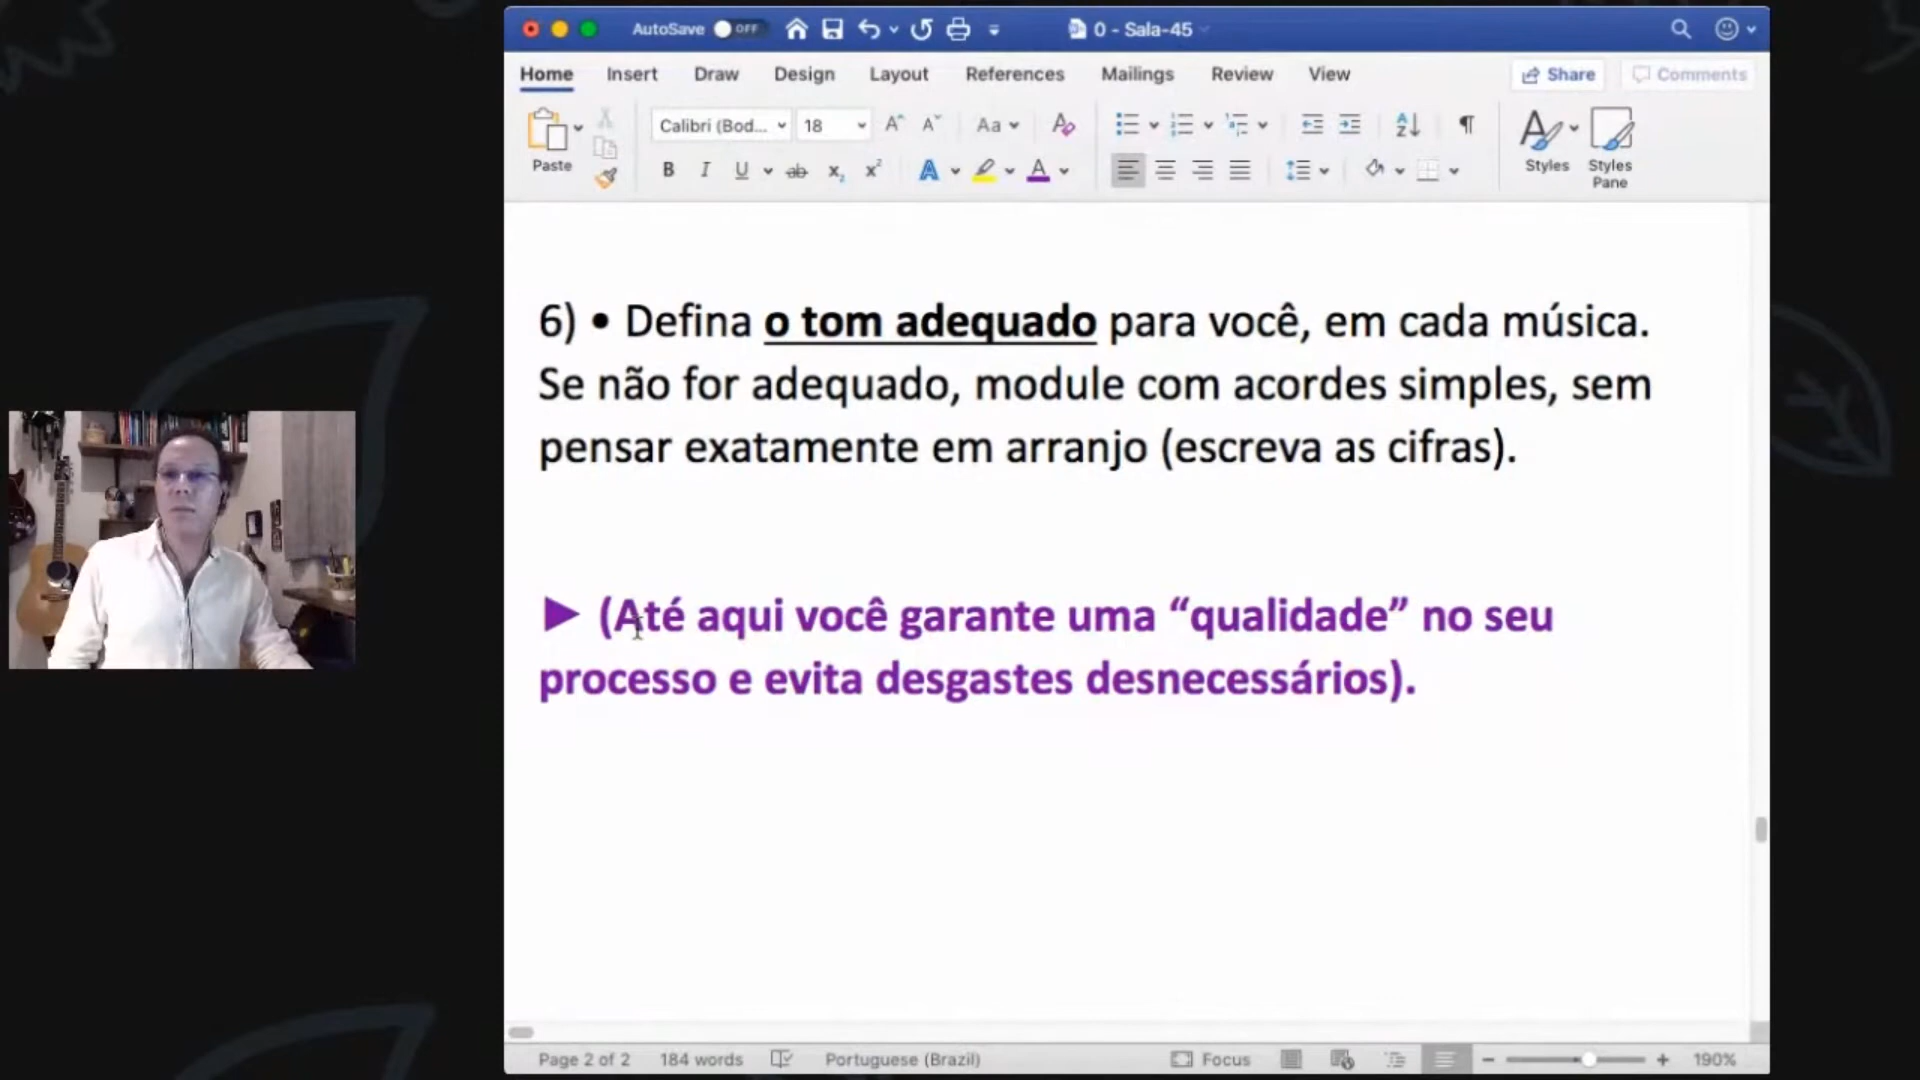 AutoSave OFF 0 - Sala-45
Home Insert Draw Design Layout References Mailings Review View Share Comments
Calibri (Bod... 18 Aa
Paste B I U ab x₂ x² A A Styles Styles Pane
6) • Defina o tom adequado para você, em cada música.
Se não for adequado, module com acordes simples, sem
pensar exatamente em arranjo (escreva as cifras).
► (Até aqui você garante uma “qualidade” no seu
processo e evita desgastes desnecessários).
Page 2 of 2 184 words Portuguese (Brazil) Focus 190%